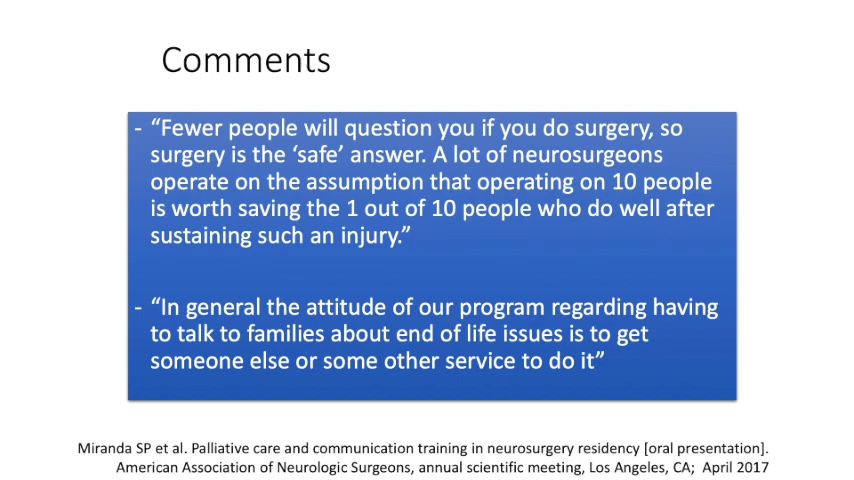 Comments
- “Fewer people will question you if you do surgery, so
surgery is the ‘safe’ answer. A lot of neurosurgeons
operate on the assumption that operating on 10 people
is worth saving the 1 out of 10 people who do well after
sustaining such an injury.”
- “In general the attitude of our program regarding having
to talk to families about end of life issues is to get
someone else or some other service to do it”
Miranda SP et al. Palliative care and communication training in neurosurgery residency [oral presentation].
American Association of Neurologic Surgeons, annual scientific meeting, Los Angeles, CA; April 2017